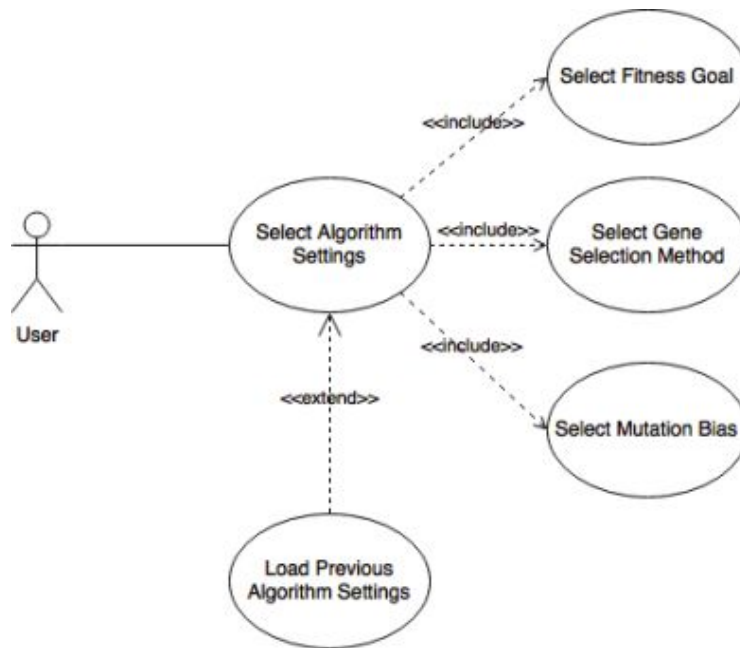 Select Fitness Goal
<<include>>
Select Algorithm
Settings
<<include>>
Select Gene
Selection Method
User
<<include>>
<<extend>>
Select Mutation Bias
Load Previous
Algorithm Settings